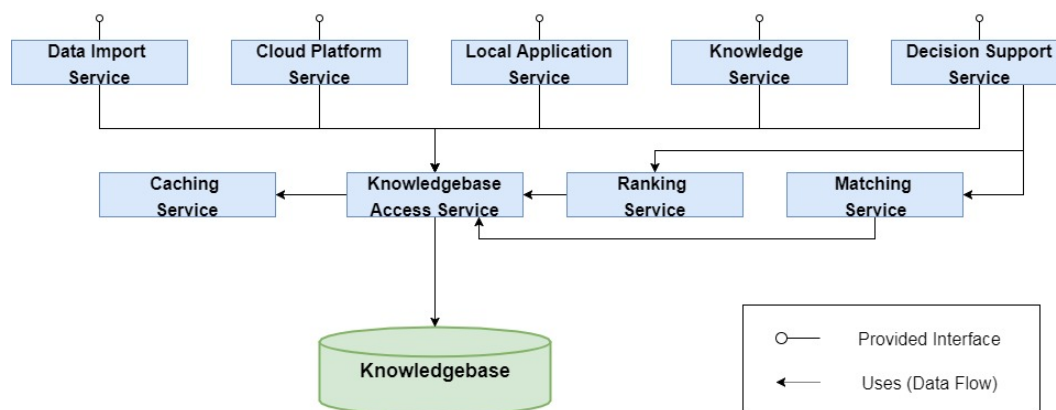 Data Import
Service
Cloud Platform
Service
Local Application
Service
Knowledge
Service
Decision Support
Service
Caching
Service
Knowledgebase
Access Service
Ranking
Service
Matching
Service
Knowledgebase
Provided Interface
Uses (Data Flow)